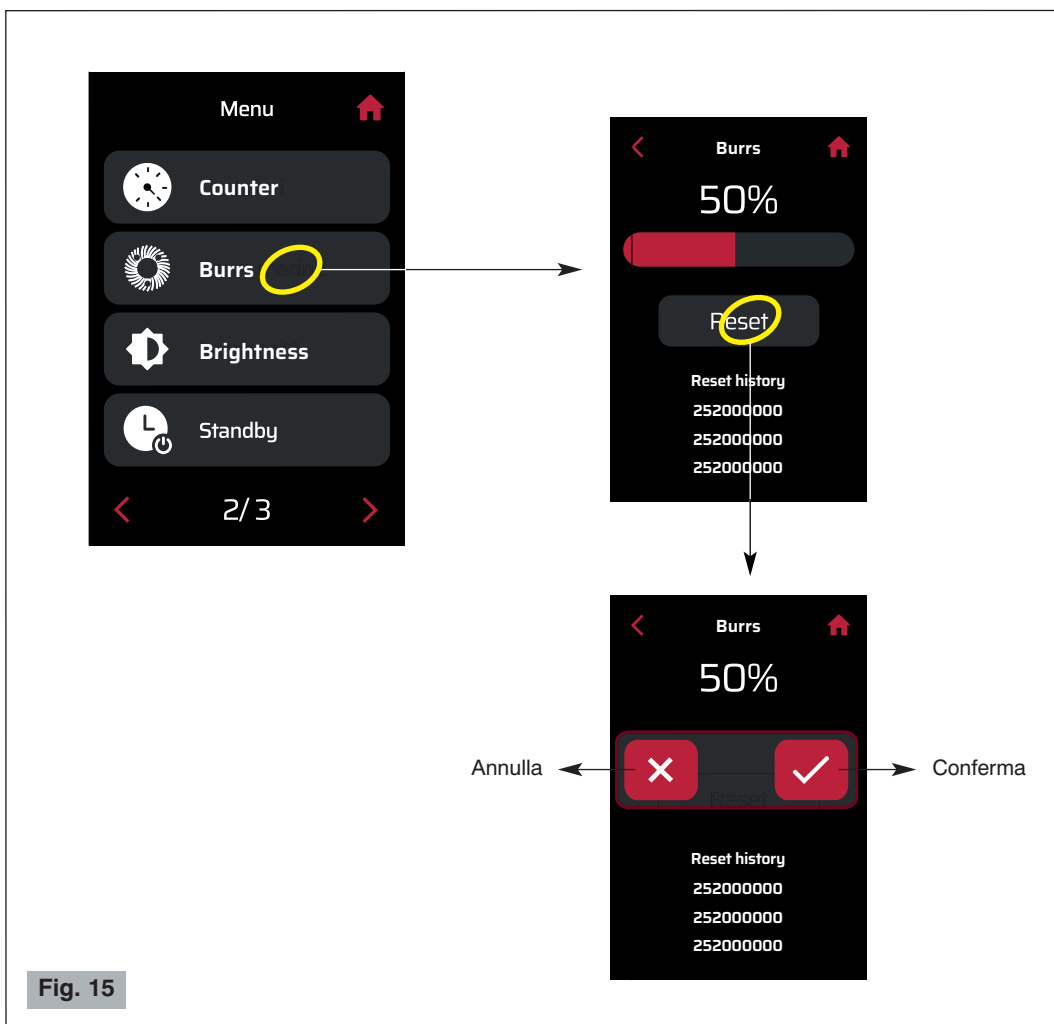 Menu
Counter
Burrs
Brightness
Standby
2/ 3
Burrs
50%
Reset
Reset history
252000000
252000000
252000000
Burrs
50%
Annulla
Conferma
Reset
Reset history
252000000
252000000
252000000
Fig. 15